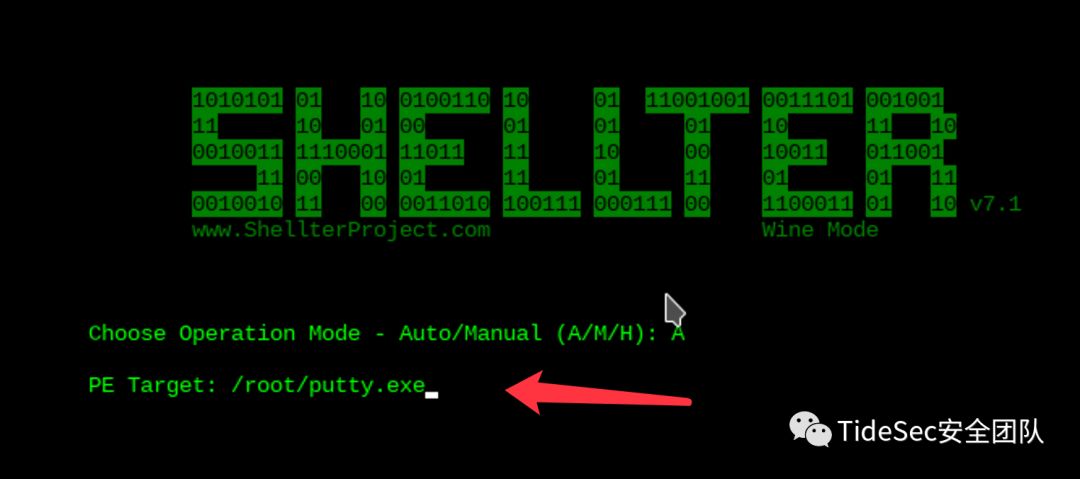 1010101 01 10 0100110 10 01 11001001 0011101 001001
11 10 01 00 01 01 01 10 11 10
0010011 1110001 11011 11 10 00 10011 011001
11 00 10 01 11 01 11 01 01 11
0010010 11 00 0011010 100111 000111 00 1100011 01 10 v7.1
www.ShellterProject.com Wine Mode
Choose Operation Mode - Auto/Manual (A/M/H): A
PE Target: /root/putty.exe
TideSec安全团队